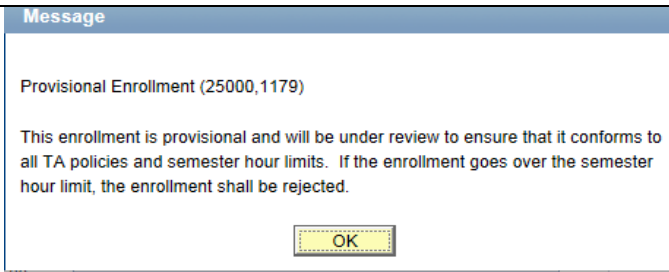 Message
Provisional Enrollment (25000,1179)
This enrollment is provisional and will be under review to ensure that it conforms to
all TA policies and semester hour limits.  If the enrollment goes over the semester
hour limit, the enrollment shall be rejected.
OK